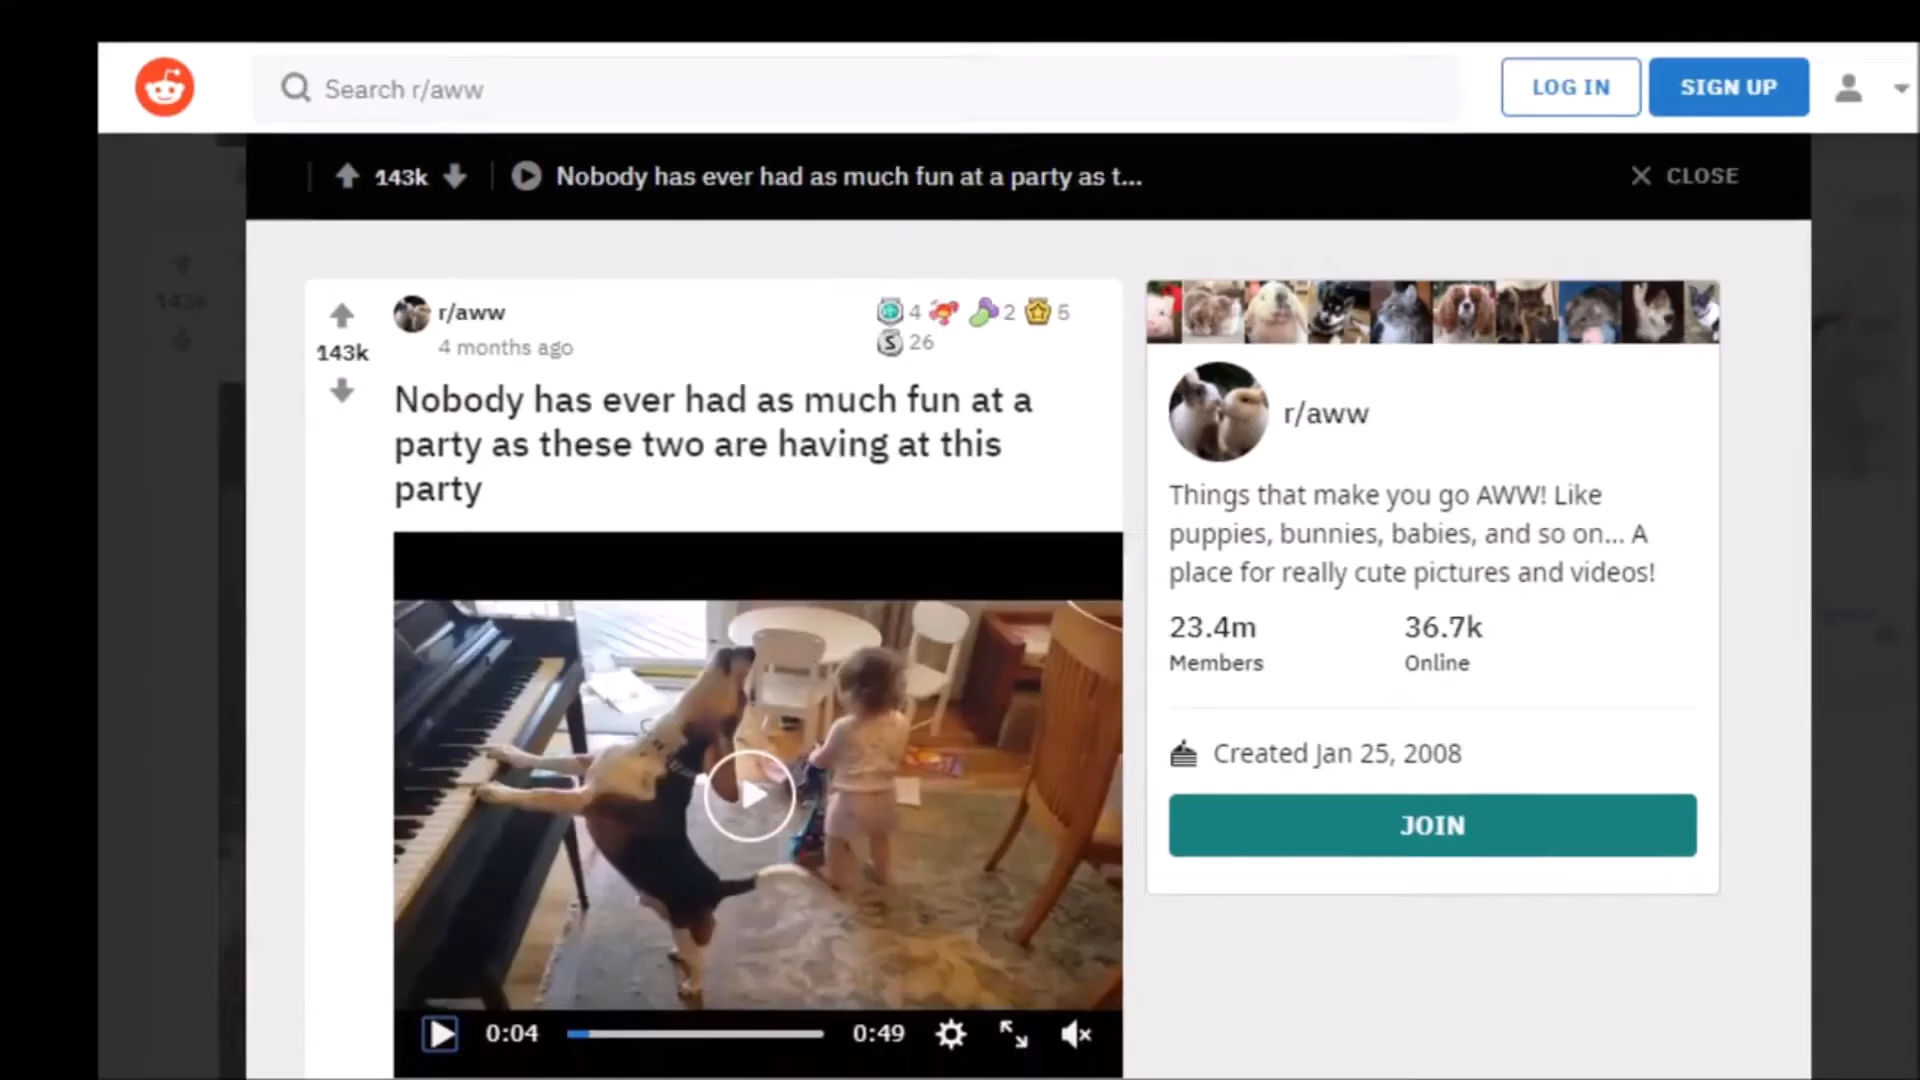 Search r/aww
LOG IN
SIGN UP
143k
Nobody has ever had as much fun at a party as t...
CLOSE
r/aww
4 months ago
4
2
5
S 26
143k
Nobody has ever had as much fun at a
party as these two are having at this
party
0:04
0:49
r/aww
Things that make you go AWW! Like
puppies, bunnies, babies, and so on... A
place for really cute pictures and videos!
23.4m
36.7k
Members
Online
Created Jan 25, 2008
JOIN